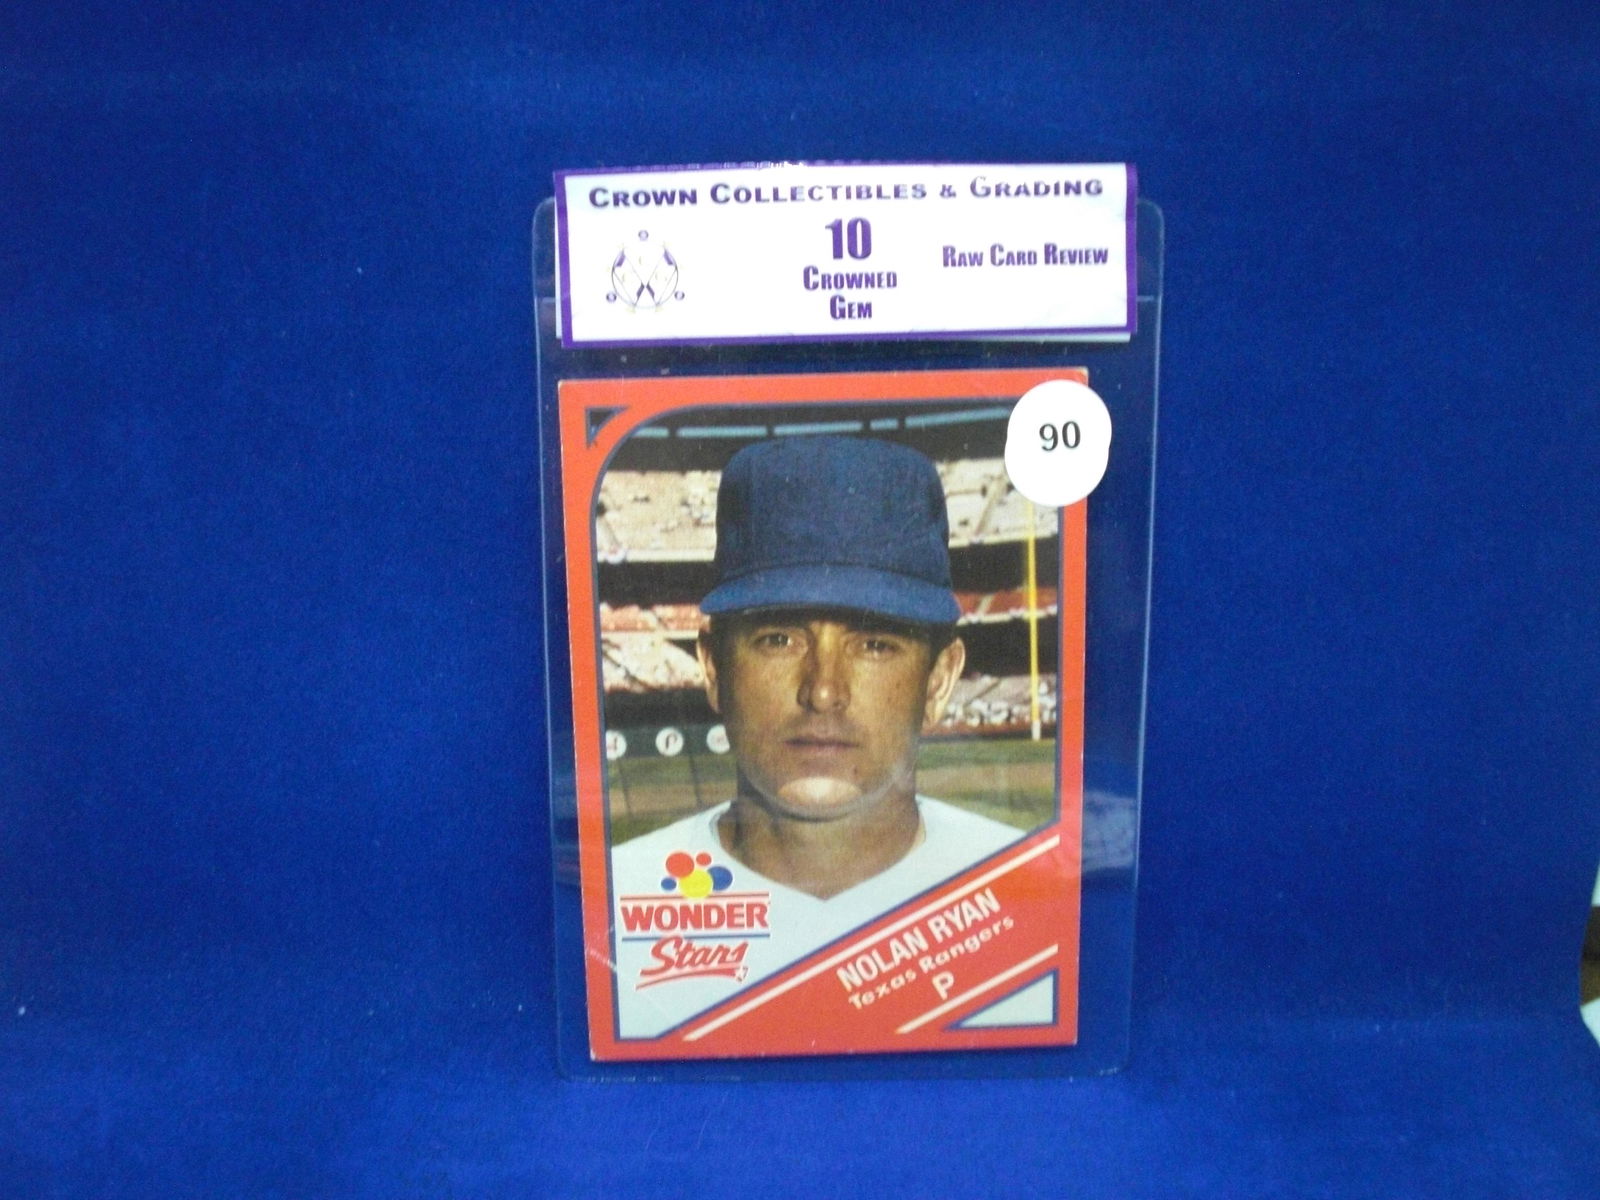 CROWN COLLECTIBLES & GRADING
10
CROWNED
GEM
RAW CARD REVIEW
90
WONDER
Stars
NOLAN RYAN
Texas Rangers
P